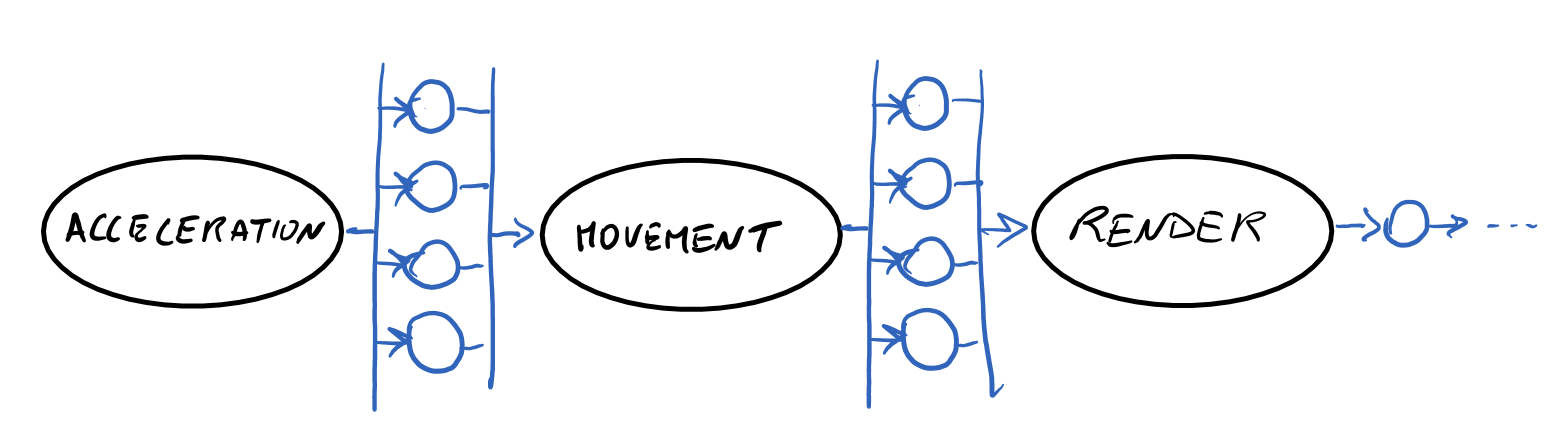 ACCELERATION
MOVEMENT
RENDER